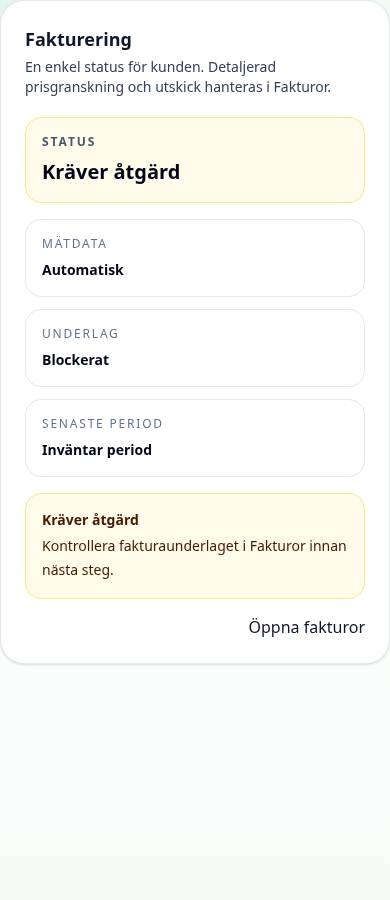 Fakturering
En enkel status för kunden. Detaljerad
prisgranskning och utskick hanteras i Fakturor.
STATUS
Kräver åtgärd
MÄTDATA
Automatisk
UNDERLAG
Blockerat
SENASTE PERIOD
Inväntar period
Kräver åtgärd
Kontrollera fakturaunderlaget i Fakturor innan
nästa steg.
Öppna fakturor